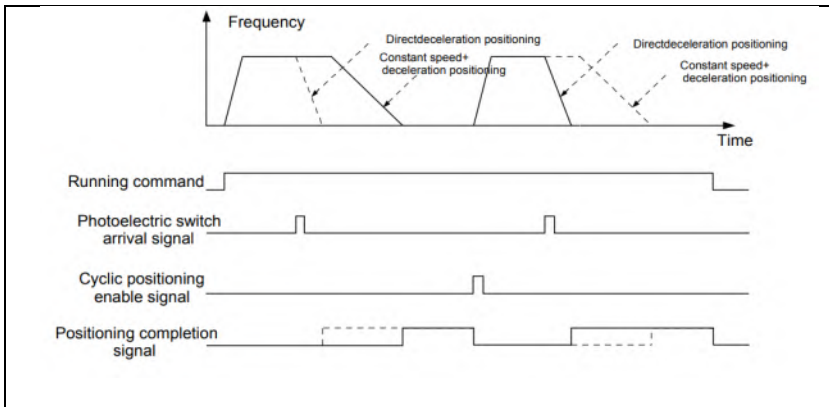 Frequency
Directdeceleration positioning
Constant speed+
deceleration positioning
Directdeceleration positioning
Constant speed+
deceleration positioning
Time
Running command
Photoelectric switch
arrival signal
Cyclic positioning
enable signal
Positioning completion
signal